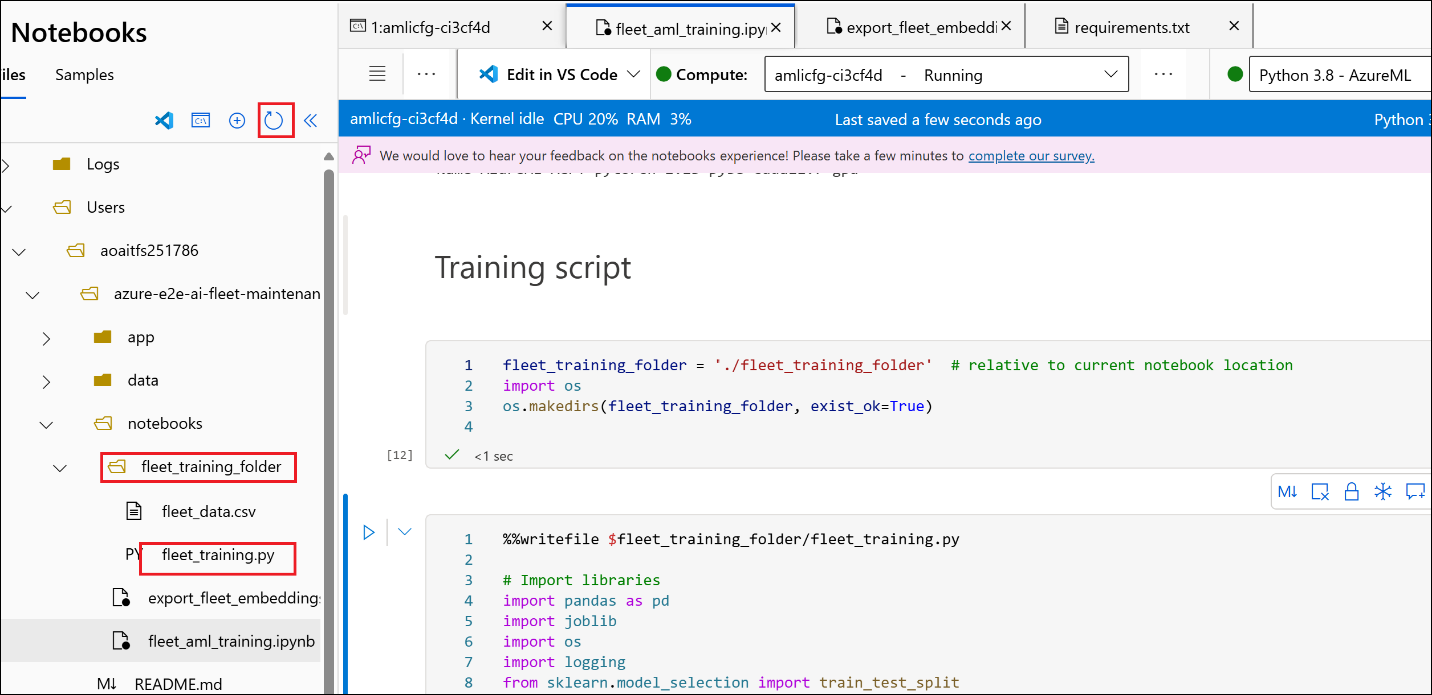 Notebooks
iles
Samples
Logs
Users
aoaitfs251786
azure-e2e-ai-fleet-maintenan
app
data
notebooks
fleet_training_folder
fleet_data.csv
PY fleet_training.py
export_fleet_embedding
fleet_aml_training.ipynb
M↓ README.md
1:amlicfg-ci3cf4d
fleet_aml_training.ipy
export_fleet_embeddi
requirements.txt
Edit in VS Code
Compute:
amlicfg-ci3cf4d - Running
Python 3.8 - AzureML
amlicfg-ci3cf4d · Kernel idle CPU 20% RAM 3%
Last saved a few seconds ago
Python
We would love to hear your feedback on the notebooks experience! Please take a few minutes to complete our survey.
Training script
1 fleet_training_folder = './fleet_training_folder' # relative to current notebook location
2 import os
3 os.makedirs(fleet_training_folder, exist_ok=True)
4
[12]
<1 sec
M↓
1 %%writefile $fleet_training_folder/fleet_training.py
2
3 # Import libraries
4 import pandas as pd
5 import joblib
6 import os
7 import logging
8 from sklearn.model_selection import train_test_split